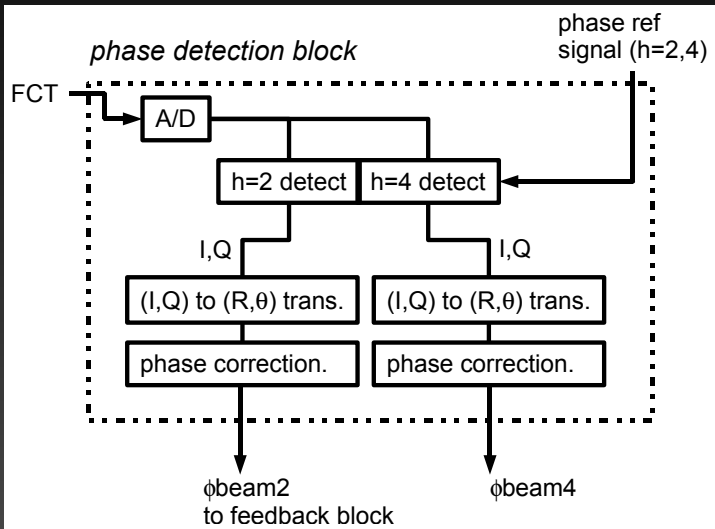 phase ref
signal (h=2,4)
phase detection block
FCT
A/D
h=2 detect
h=4 detect
I,Q
I,Q
(I,Q) to (R,θ) trans.
(I,Q) to (R,θ) trans.
phase correction.
phase correction.
ϕbeam2
to feedback block
ϕbeam4